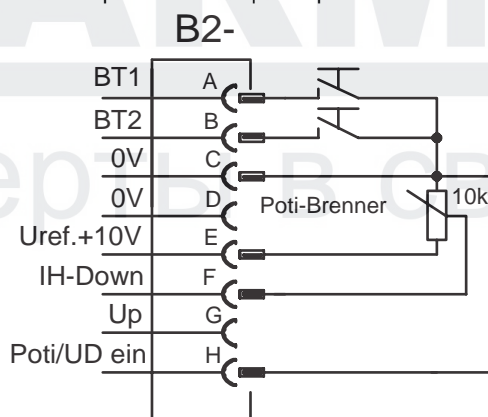 B2-
BT1 A
BT2 B
0V C
0V D Poti-Brenner 10k
Uref.+10V E
IH-Down F
Up G
Poti/UD ein H